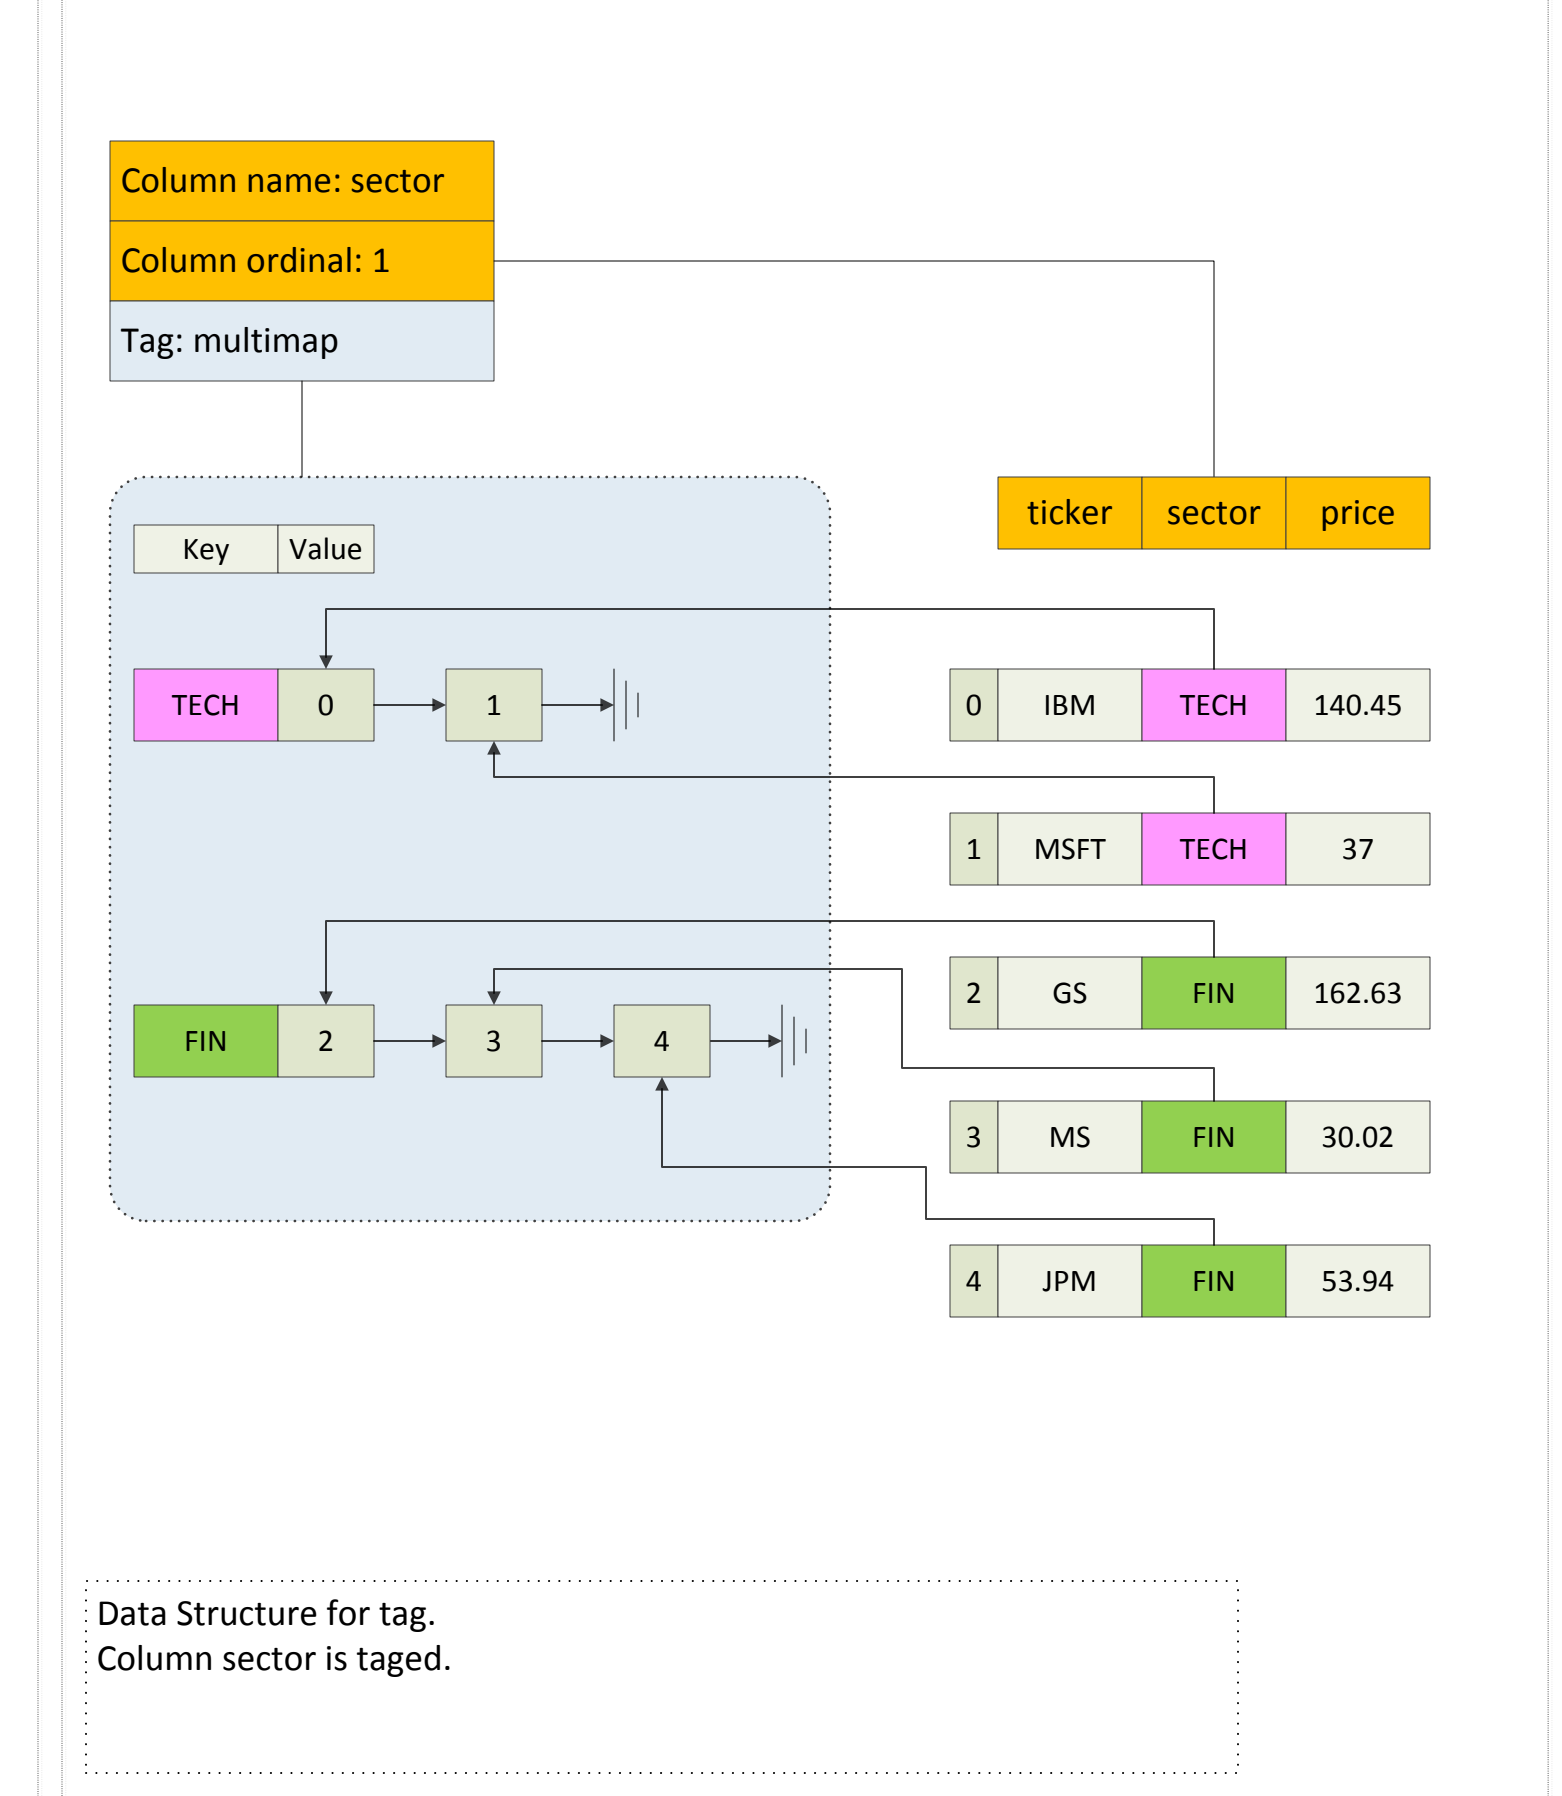 Column name: sector
Column ordinal: 1
Tag: multimap
ticker sector price
Key Value
TECH 0 1
0 IBM TECH 140.45
1 MSFT TECH 37
2 GS FIN 162.63
FIN 2 3 4
3 MS FIN 30.02
4 JPM FIN 53.94
Data Structure for tag.
Column sector is taged.